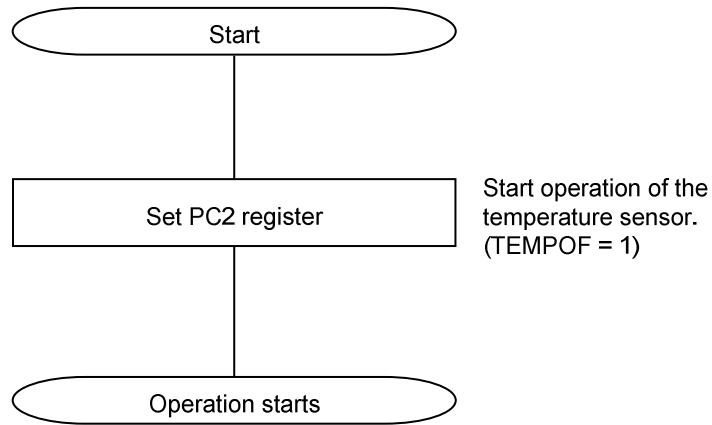 Start
Set PC2 register
Start operation of the
temperature sensor.
(TEMPOF = 1)
Operation starts